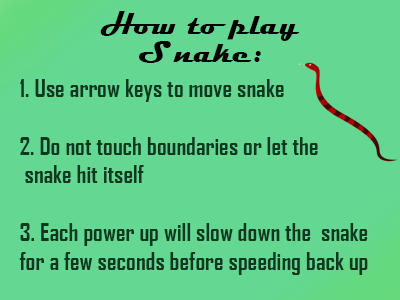 How to play
Snake:
1. Use arrow keys to move snake
2. Do not touch boundaries or let the
snake hit itself
3. Each power up will slow down the snake
for a few seconds before speeding back up